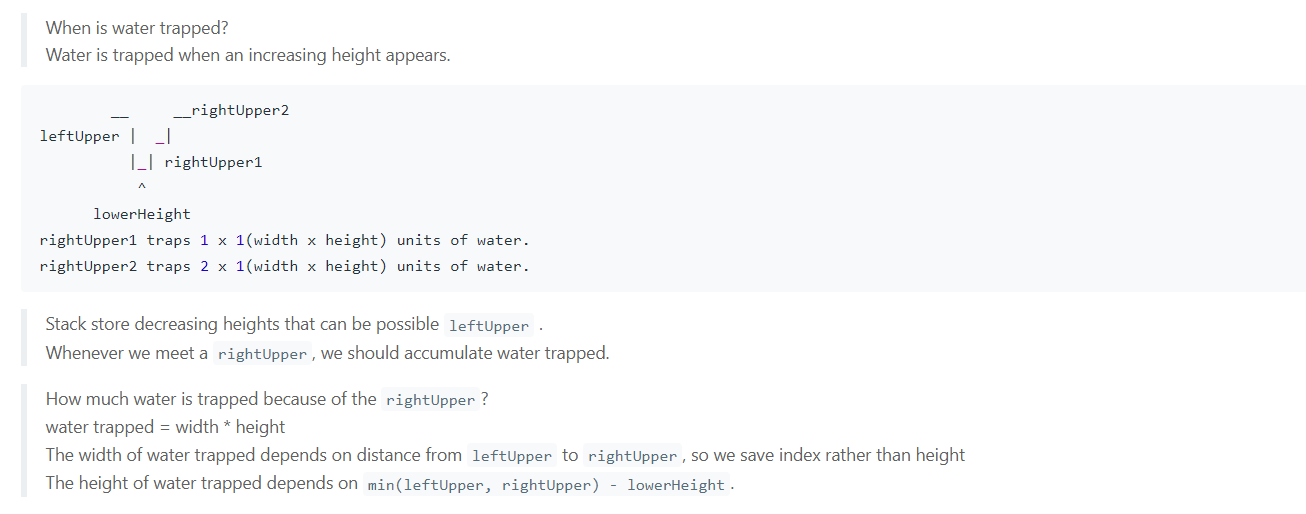 When is water trapped?
Water is trapped when an increasing height appears.
        __     __rightUpper2
leftUpper |  _|
          |_| rightUpper1
           ^
      lowerHeight
rightUpper1 traps 1 x 1(width x height) units of water.
rightUpper2 traps 2 x 1(width x height) units of water.
Stack store decreasing heights that can be possible leftUpper .
Whenever we meet a rightUpper , we should accumulate water trapped.
How much water is trapped because of the rightUpper ?
water trapped = width * height
The width of water trapped depends on distance from leftUpper to rightUpper , so we save index rather than height
The height of water trapped depends on min(leftUpper, rightUpper) - lowerHeight .